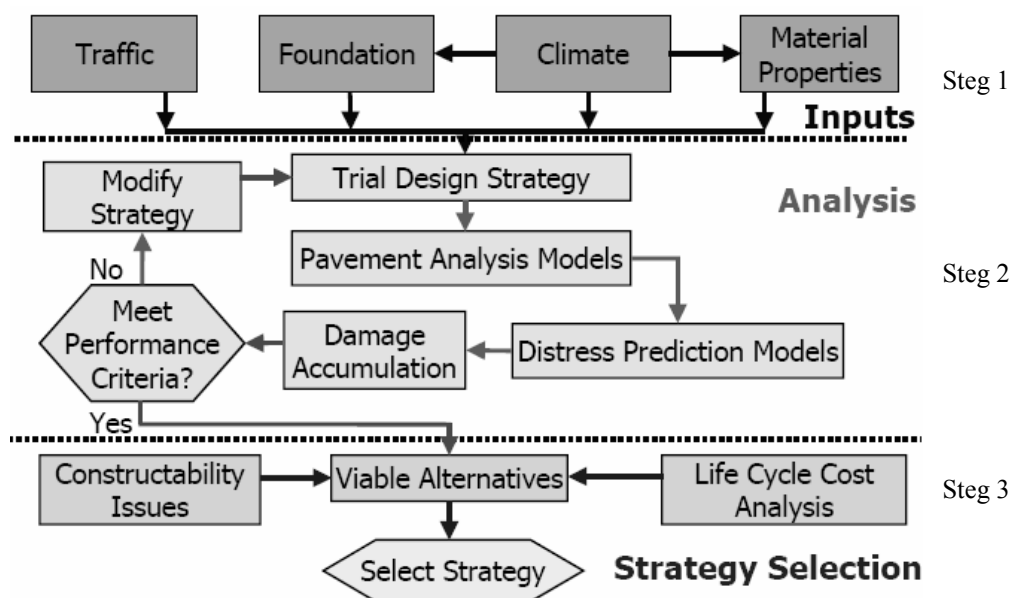 Traffic
Foundation
Climate
Material
Properties
Steg 1
Inputs
Modify
Strategy
Trial Design Strategy
Analysis
Pavement Analysis Models
Steg 2
No
Meet
Performance
Criteria?
Damage
Accumulation
Distress Prediction Models
Yes
Constructability
Issues
Viable Alternatives
Life Cycle Cost
Analysis
Steg 3
Select Strategy
Strategy Selection